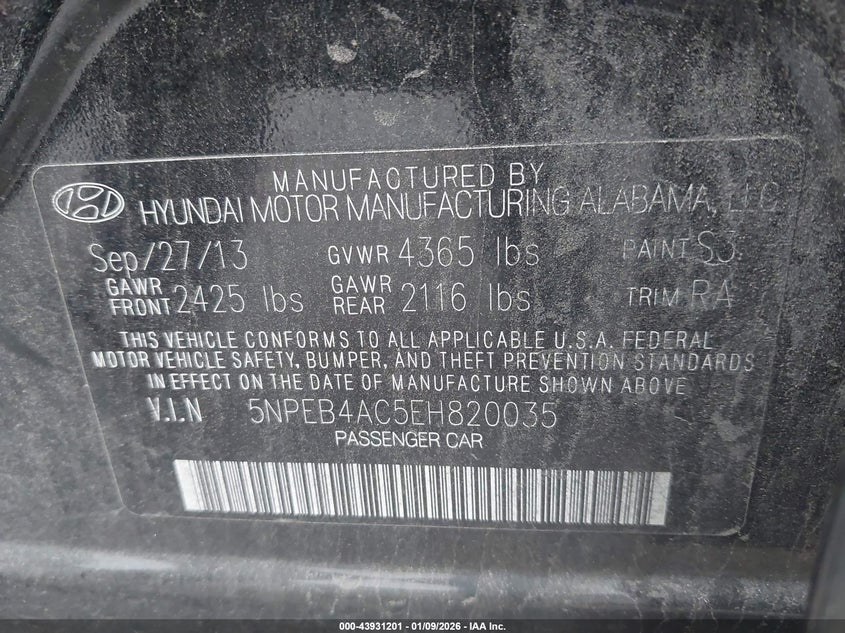 MANUFACTURED BY
HYUNDAI MOTOR MANUFACTURING ALABAMA, LLC
Sep/27/13 GVWR 4365 lbs PAINT S3
GAWR FRONT 2425 lbs GAWR REAR 2116 lbs TRIM RA
THIS VEHICLE CONFORMS TO ALL APPLICABLE U.S.A. FEDERAL
MOTOR VEHICLE SAFETY, BUMPER, AND THEFT PREVENTION STANDARDS
IN EFFECT ON THE DATE OF MANUFACTURE SHOWN ABOVE
V.I.N 5NPEB4AC5EH820035
PASSENGER CAR
000-43931201 - 01/09/2026 - IAA Inc.